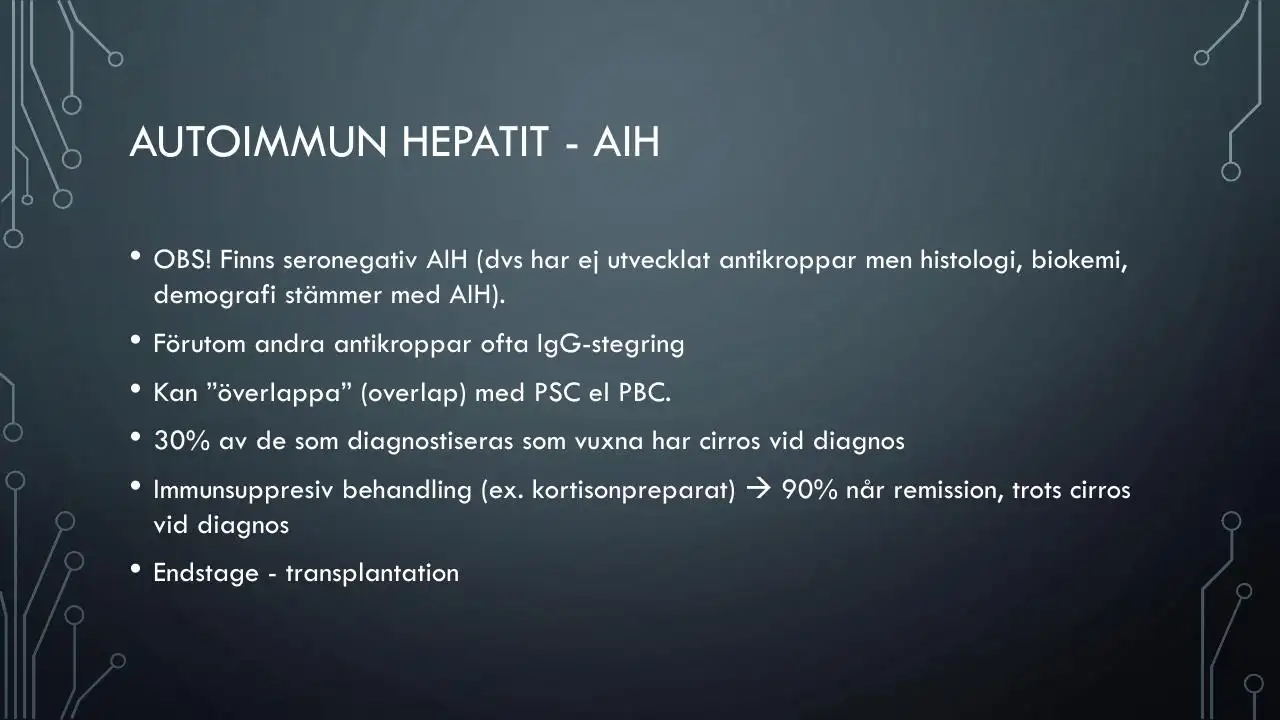 AUTOIMMUN HEPATIT - AIH
• OBS! Finns seronegativ AIH (dvs har ej utvecklat antikroppar men histologi, biokemi,
demografi stämmer med AIH).
• Förutom andra antikroppar ofta IgG-stegring
• Kan ”överlappa” (overlap) med PSC el PBC.
• 30% av de som diagnostiseras som vuxna har cirros vid diagnos
• Immunsuppresiv behandling (ex. kortisonpreparat) → 90% når remission, trots cirros
vid diagnos
• Endstage - transplantation